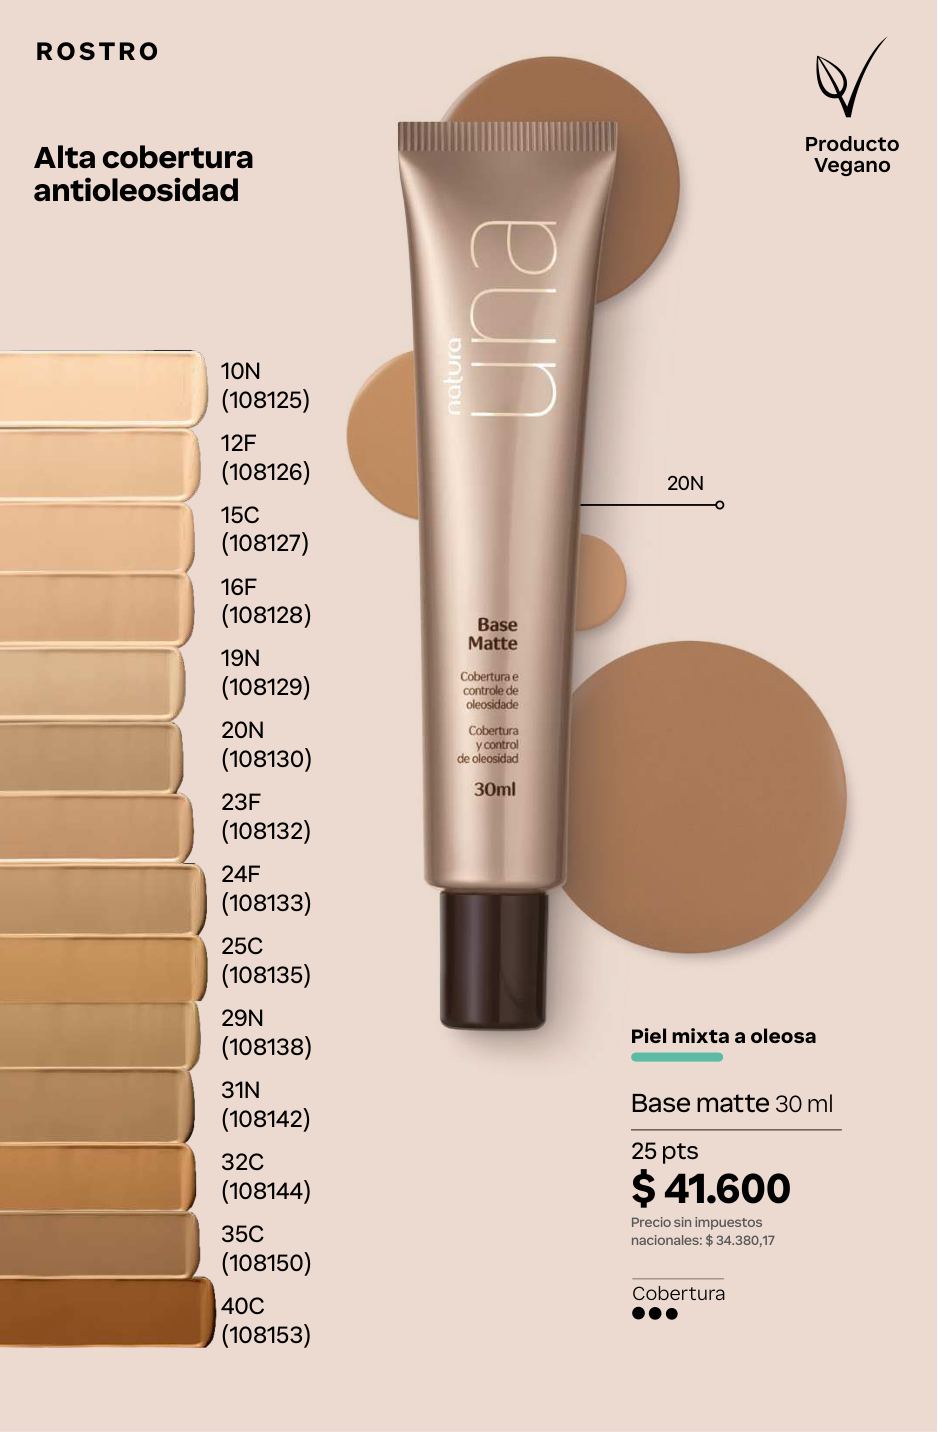 ROSTRO
Producto
Vegano
Alta cobertura
antioleosidad
natura
una
10N
(108125)
12F
(108126)
15C
(108127)
16F
(108128)
19N
(108129)
20N
(108130)
23F
(108132)
24F
(108133)
25C
(108135)
29N
(108138)
31N
(108142)
32C
(108144)
35C
(108150)
40C
(108153)
20N
Base
Matte
Cobertura e
controle de
oleosidade
Cobertura
y control
de oleosidad
30ml
Piel mixta a oleosa
Base matte 30 ml
25 pts
$ 41.600
Precio sin impuestos
nacionales: $ 34.380,17
Cobertura